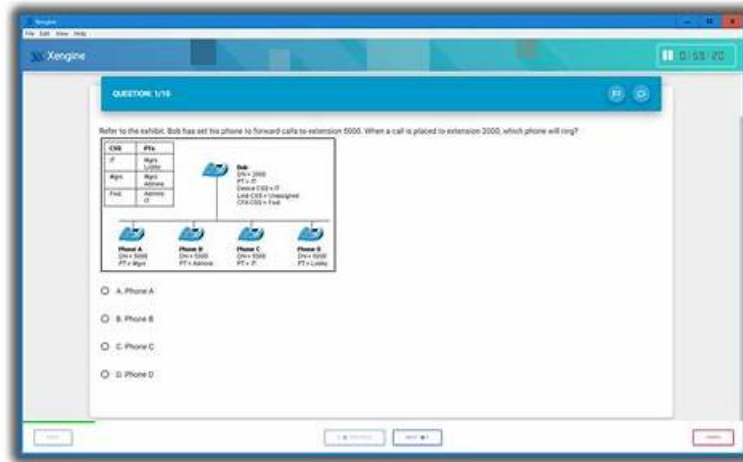 Xengine
File Edit View Help
Xengine
0:59:20
QUESTION: 1/16
Refer to the exhibit. Bob has set his phone to forward calls to extension 5000. When a call is placed to extension 2000, which phone will ring?
CSS PTs
IT Mgrs
Lobby
Mgrs Mgrs
Admins
Fwd Admins
IT
Bob
DN = 2000
PT = IT
Device CSS = IT
Line CSS = Unassigned
CFA CSS = Fwd
Phone A
DN = 5000
PT = Mgrs
Phone B
DN = 5000
PT = Admins
Phone C
DN = 5000
PT = IT
Phone D
DN = 5000
PT = Lobby
A. Phone A
B. Phone B
C. Phone C
D. Phone D